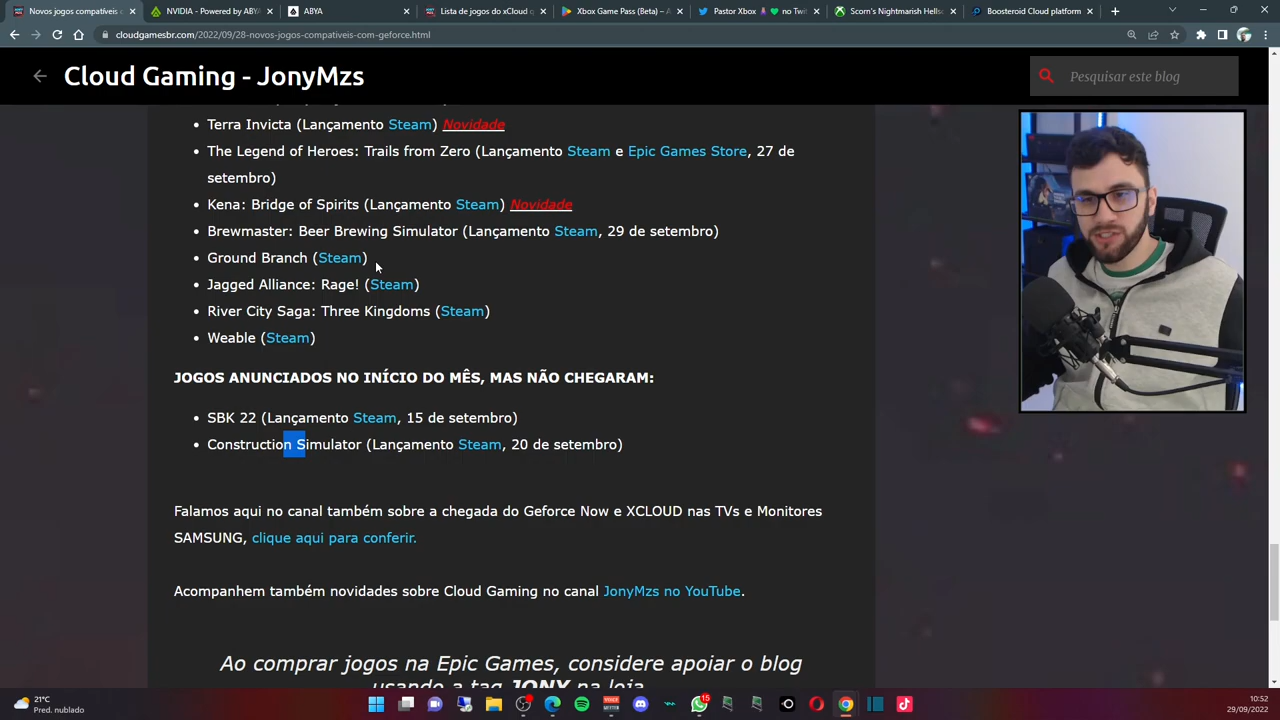 Novos jogos compatíveis c
NVIDIA - Powered by ABYA
ABYA
Lista de jogos do xCloud o
Xbox Game Pass (Beta) – A
Pastor Xbox no Twit
Scorn's Nightmarish Hells
Boosteroid Cloud platform
cloudgamesbr.com/2022/09/28-novos-jogos-compativeis-com-geforce.html
Cloud Gaming - JonyMzs
Pesquisar este blog
Terra Invicta (Lançamento Steam) Novidade
The Legend of Heroes: Trails from Zero (Lançamento Steam e Epic Games Store, 27 de
setembro)
Kena: Bridge of Spirits (Lançamento Steam) Novidade
Brewmaster: Beer Brewing Simulator (Lançamento Steam, 29 de setembro)
Ground Branch (Steam)
Jagged Alliance: Rage! (Steam)
River City Saga: Three Kingdoms (Steam)
Weable (Steam)
JOGOS ANUNCIADOS NO INÍCIO DO MÊS, MAS NÃO CHEGARAM:
SBK 22 (Lançamento Steam, 15 de setembro)
Construction Simulator (Lançamento Steam, 20 de setembro)
Falamos aqui no canal também sobre a chegada do Geforce Now e XCLOUD nas TVs e Monitores
SAMSUNG, clique aqui para conferir.
Acompanhem também novidades sobre Cloud Gaming no canal JonyMzs no YouTube.
Ao comprar jogos na Epic Games, considere apoiar o blog
usando a tag JONY na loja
21°C
Pred. nublado
15
10:52
29/09/2022